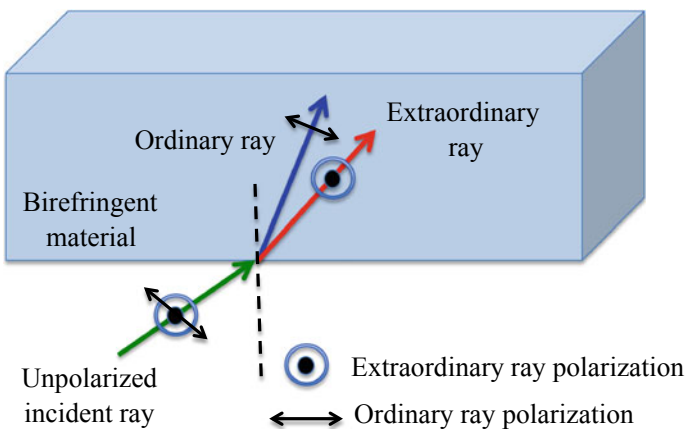 Ordinary ray
Extraordinary
ray
Birefringent
material
Unpolarized
incident ray
Extraordinary ray polarization
Ordinary ray polarization